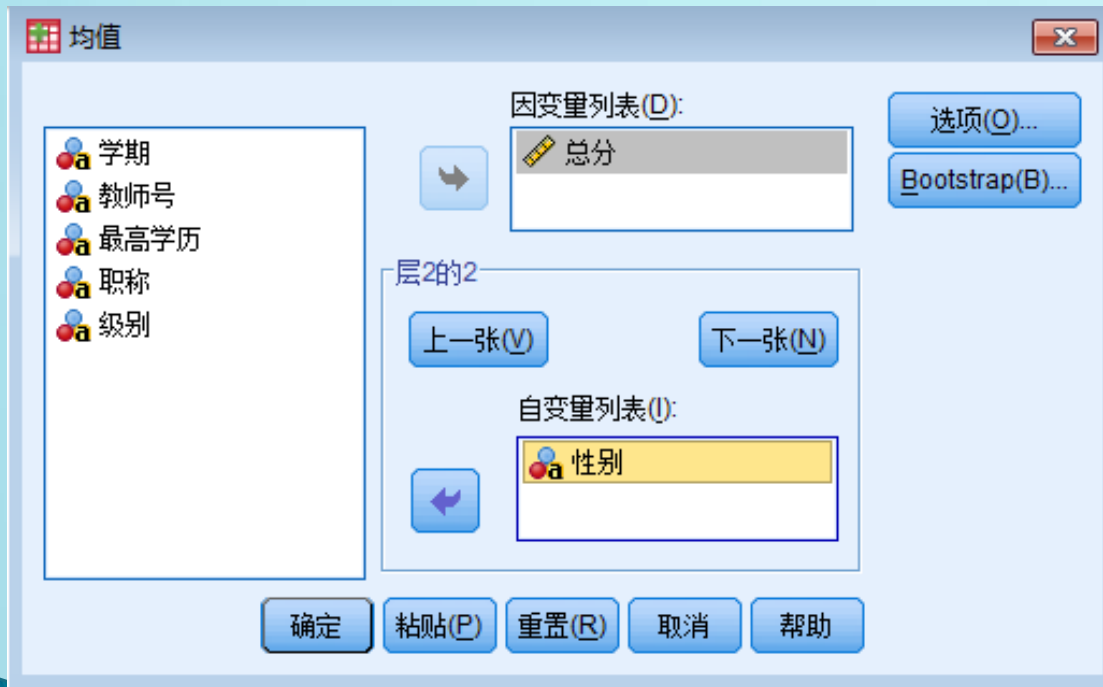 均值
学期
教师号
最高学历
职称
级别
因变量列表(D):
总分
选项(O)...
Bootstrap(B)...
层2的2
上一张(V)
下一张(N)
自变量列表(I):
性别
确定
粘贴(P)
重置(R)
取消
帮助